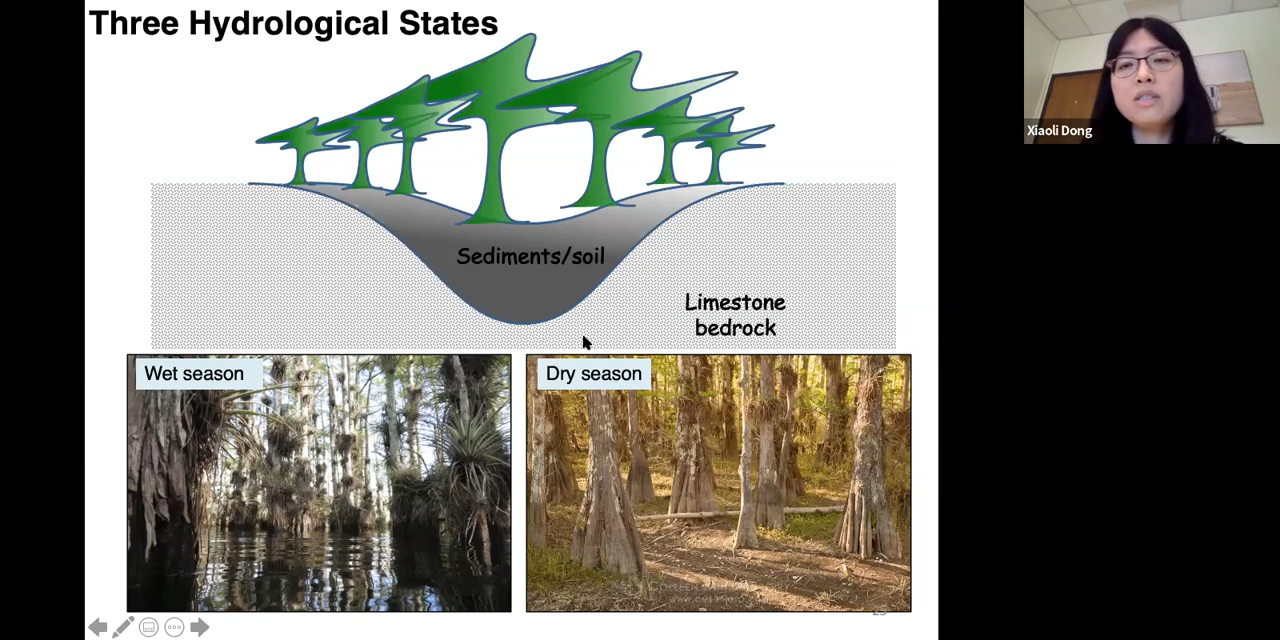 Three Hydrological States
Xiaoli Dong
Sediments/soil
Limestone
bedrock
Wet season
Dry season